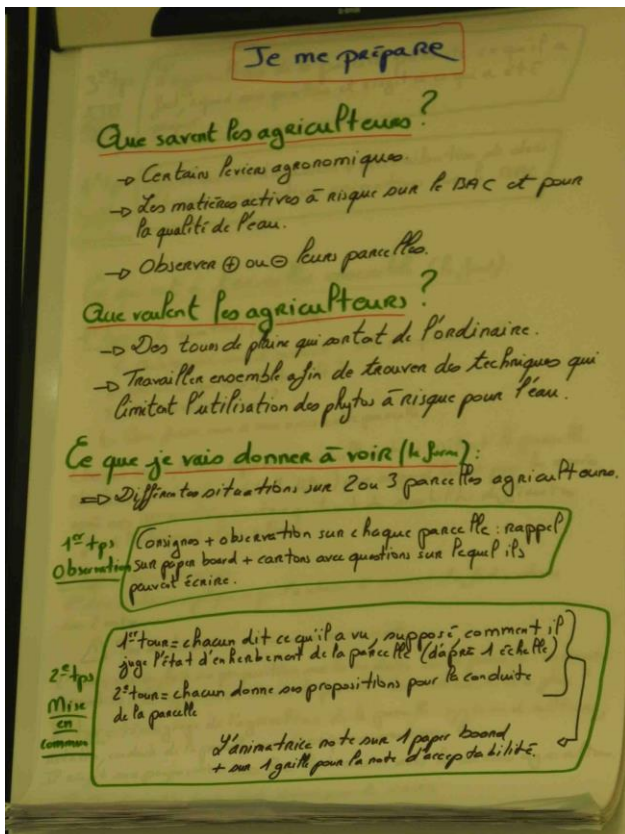 Je me prépare
Que savent les agriculteurs ?
→ Certains leviers agronomiques.
→ Les matières actives à risque sur le BAC et pour
la qualité de l'eau.
→ Observer ⊕ ou ⊖ leurs parcelles.
Que veulent les agriculteurs ?
→ Des tours de plaine qui sortent de l'ordinaire.
→ Travailler ensemble afin de trouver des techniques qui
limitent l'utilisation des phytos à risque pour l'eau.
Ce que je vais donner à voir (la forme) :
⇒ Différentes situations sur 2 ou 3 parcelles agriculteurs.
1er tps
Observation
Consignes + observation sur chaque parcelle : rappel
sur paper board + cartons avec questions sur lequel ils
peuvent écrire.
2e tps
Mise
en
commun
1er tour = chacun dit ce qu'il a vu, supposé, comment il
juge l'état d'enherbement de la parcelle (d'après 1 échelle)
2e tour = chacun donne ses propositions pour la conduite
de la parcelle
L'animatrice note sur 1 paper board
+ sur 1 grille pour la note d'acceptabilité.